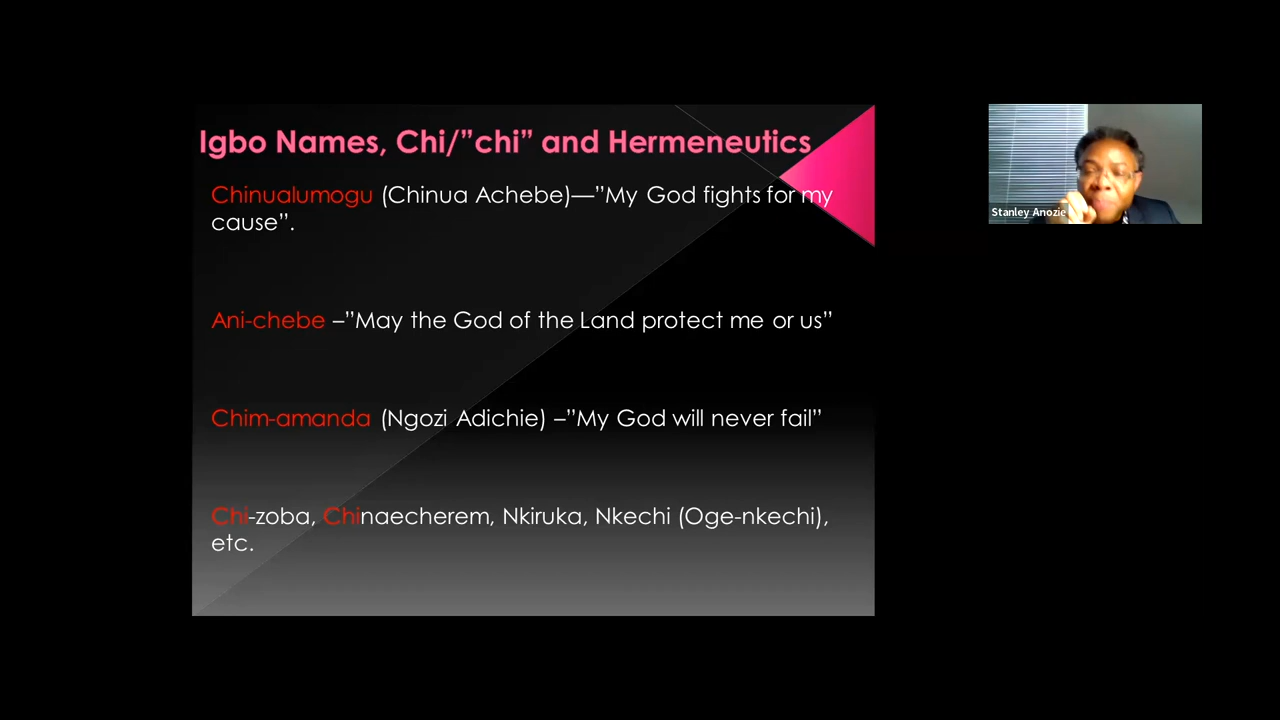 Igbo Names, Chi/”chi” and Hermeneutics
Chinualumogu (Chinua Achebe)—”My God fights for my
cause”.
Ani-chebe –”May the God of the Land protect me or us”
Chim-amanda (Ngozi Adichie) –”My God will never fail”
Chi-zoba, Chinaecherem, Nkiruka, Nkechi (Oge-nkechi),
etc.
Stanley Anozie